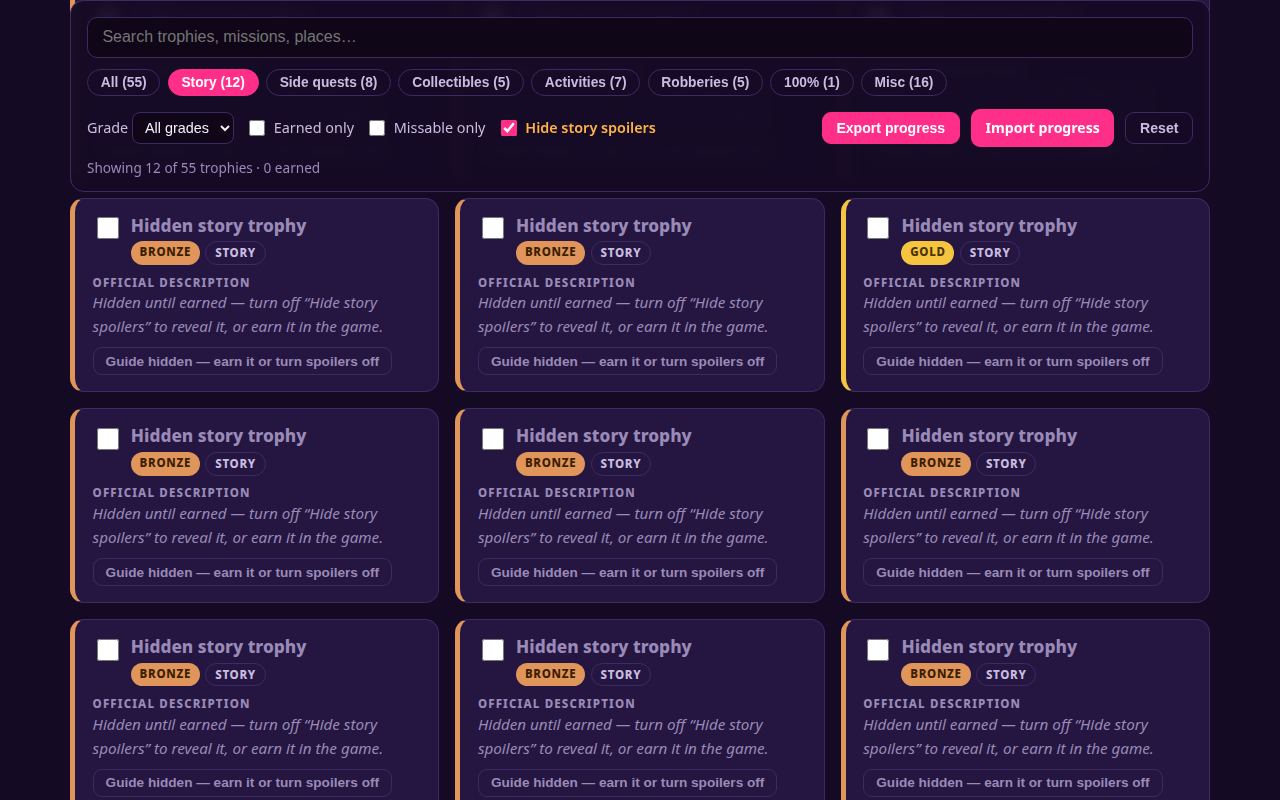 Search trophies, missions, places…
All (55) Story (12) Side quests (8) Collectibles (5) Activities (7) Robberies (5) 100% (1) Misc (16)
Grade All grades Earned only Missable only Hide story spoilers Export progress Import progress Reset
Showing 12 of 55 trophies · 0 earned
Hidden story trophy
BRONZE STORY
OFFICIAL DESCRIPTION
Hidden until earned — turn off “Hide story
spoilers” to reveal it, or earn it in the game.
Guide hidden — earn it or turn spoilers off
Hidden story trophy
BRONZE STORY
OFFICIAL DESCRIPTION
Hidden until earned — turn off “Hide story
spoilers” to reveal it, or earn it in the game.
Guide hidden — earn it or turn spoilers off
Hidden story trophy
GOLD STORY
OFFICIAL DESCRIPTION
Hidden until earned — turn off “Hide story
spoilers” to reveal it, or earn it in the game.
Guide hidden — earn it or turn spoilers off
Hidden story trophy
BRONZE STORY
OFFICIAL DESCRIPTION
Hidden until earned — turn off “Hide story
spoilers” to reveal it, or earn it in the game.
Guide hidden — earn it or turn spoilers off
Hidden story trophy
BRONZE STORY
OFFICIAL DESCRIPTION
Hidden until earned — turn off “Hide story
spoilers” to reveal it, or earn it in the game.
Guide hidden — earn it or turn spoilers off
Hidden story trophy
BRONZE STORY
OFFICIAL DESCRIPTION
Hidden until earned — turn off “Hide story
spoilers” to reveal it, or earn it in the game.
Guide hidden — earn it or turn spoilers off
Hidden story trophy
BRONZE STORY
OFFICIAL DESCRIPTION
Hidden until earned — turn off “Hide story
spoilers” to reveal it, or earn it in the game.
Guide hidden — earn it or turn spoilers off
Hidden story trophy
BRONZE STORY
OFFICIAL DESCRIPTION
Hidden until earned — turn off “Hide story
spoilers” to reveal it, or earn it in the game.
Guide hidden — earn it or turn spoilers off
Hidden story trophy
BRONZE STORY
OFFICIAL DESCRIPTION
Hidden until earned — turn off “Hide story
spoilers” to reveal it, or earn it in the game.
Guide hidden — earn it or turn spoilers off